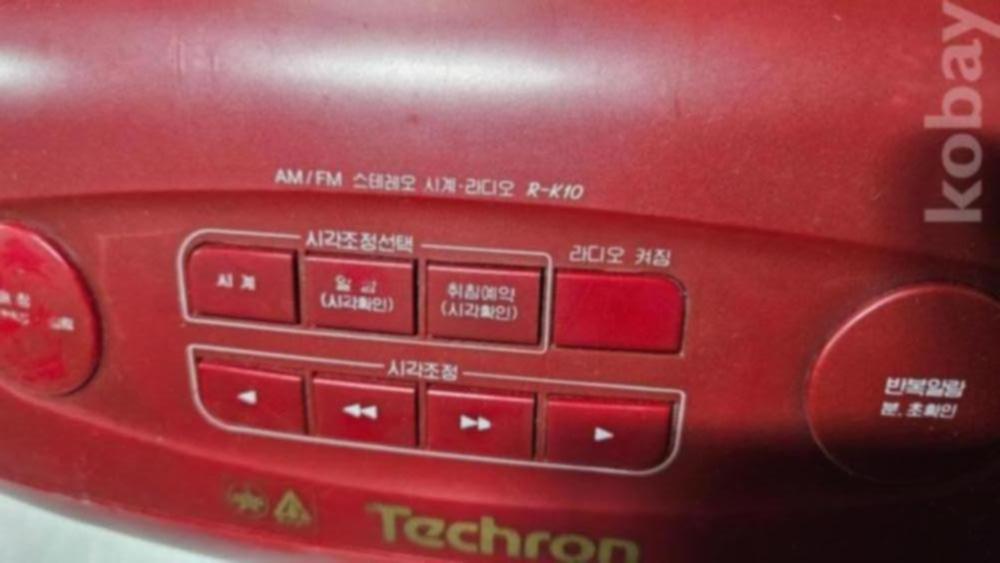 kobay
AM/FM 스테레오 시계·라디오 R-K10
시각조정선택
라디오 켜짐
시계
알람
(시각확인)
취침예약
(시각확인)
시각조정
반복알람
분, 초확인
Techron